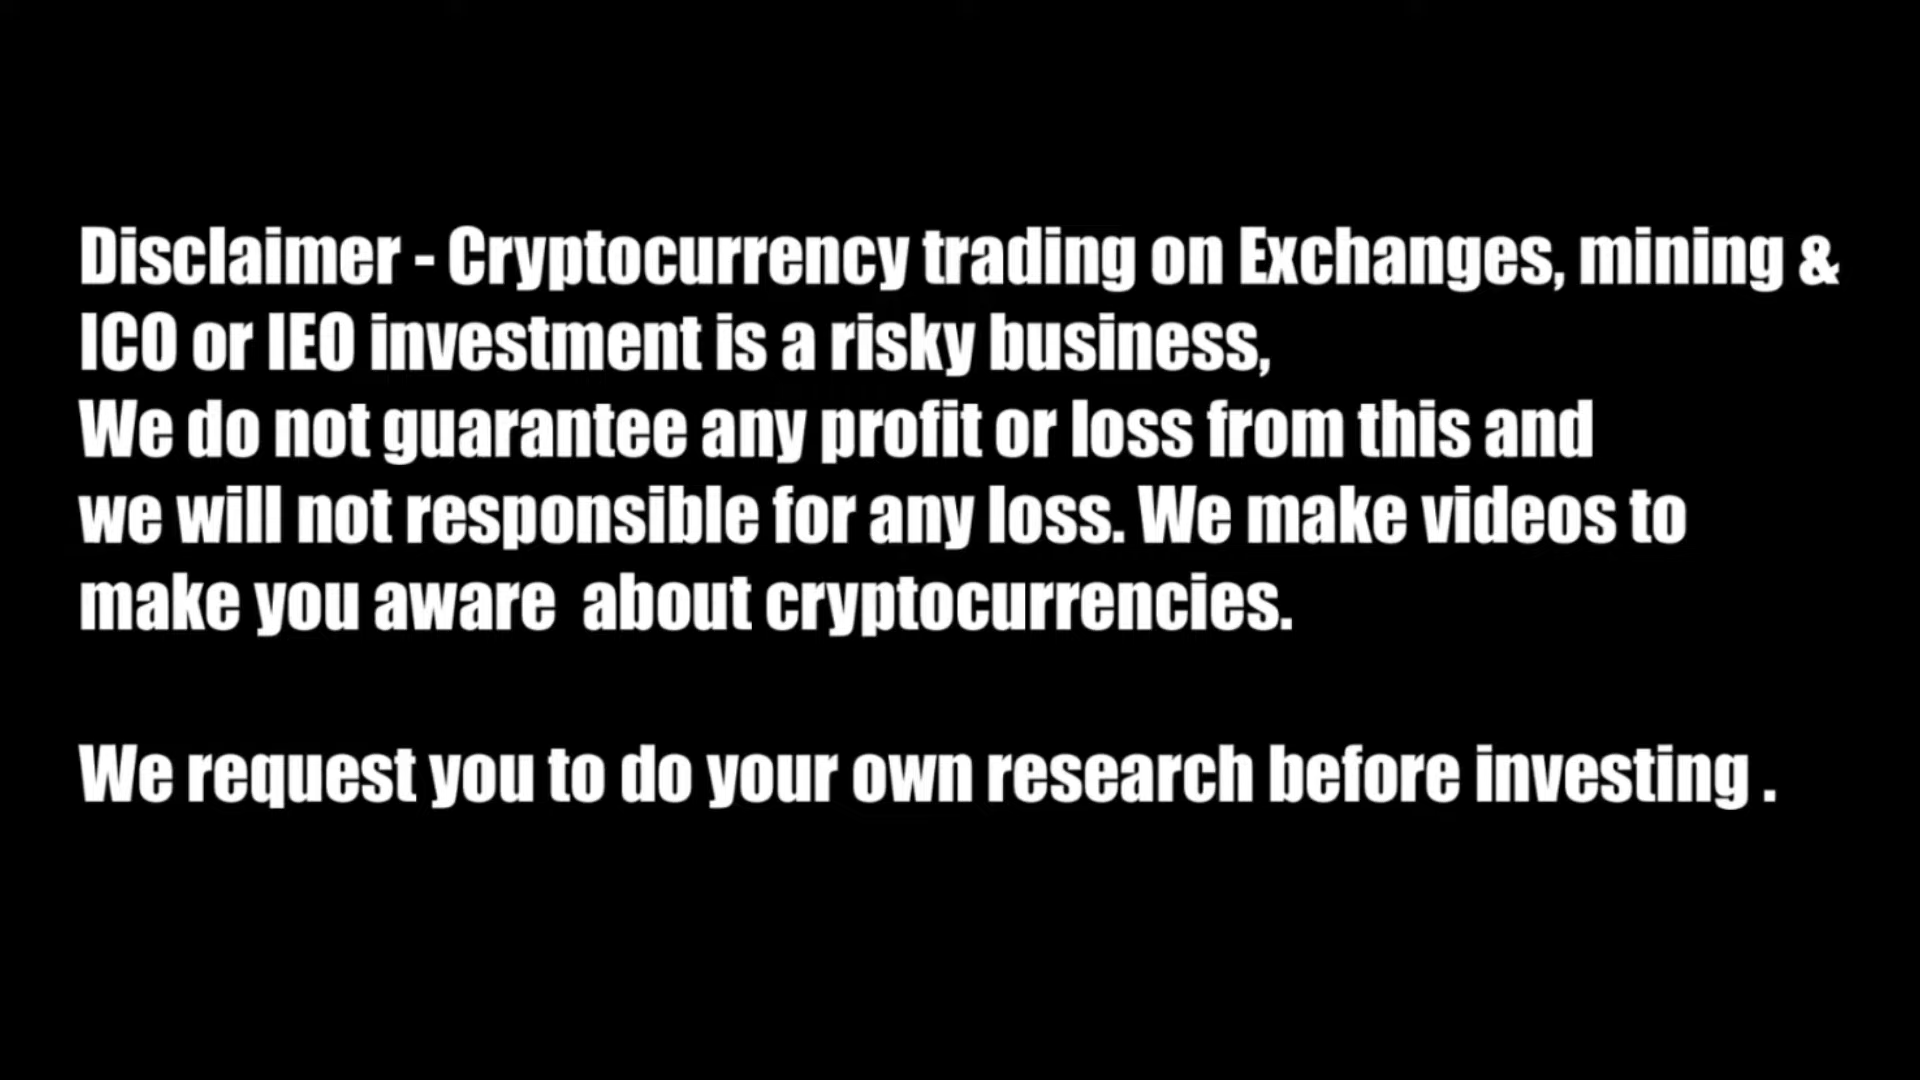 Disclaimer - Cryptocurrency trading on Exchanges, mining &
ICO or IEO investment is a risky business,
We do not guarantee any profit or loss from this and
we will not responsible for any loss. We make videos to
make you aware  about cryptocurrencies.
We request you to do your own research before investing .